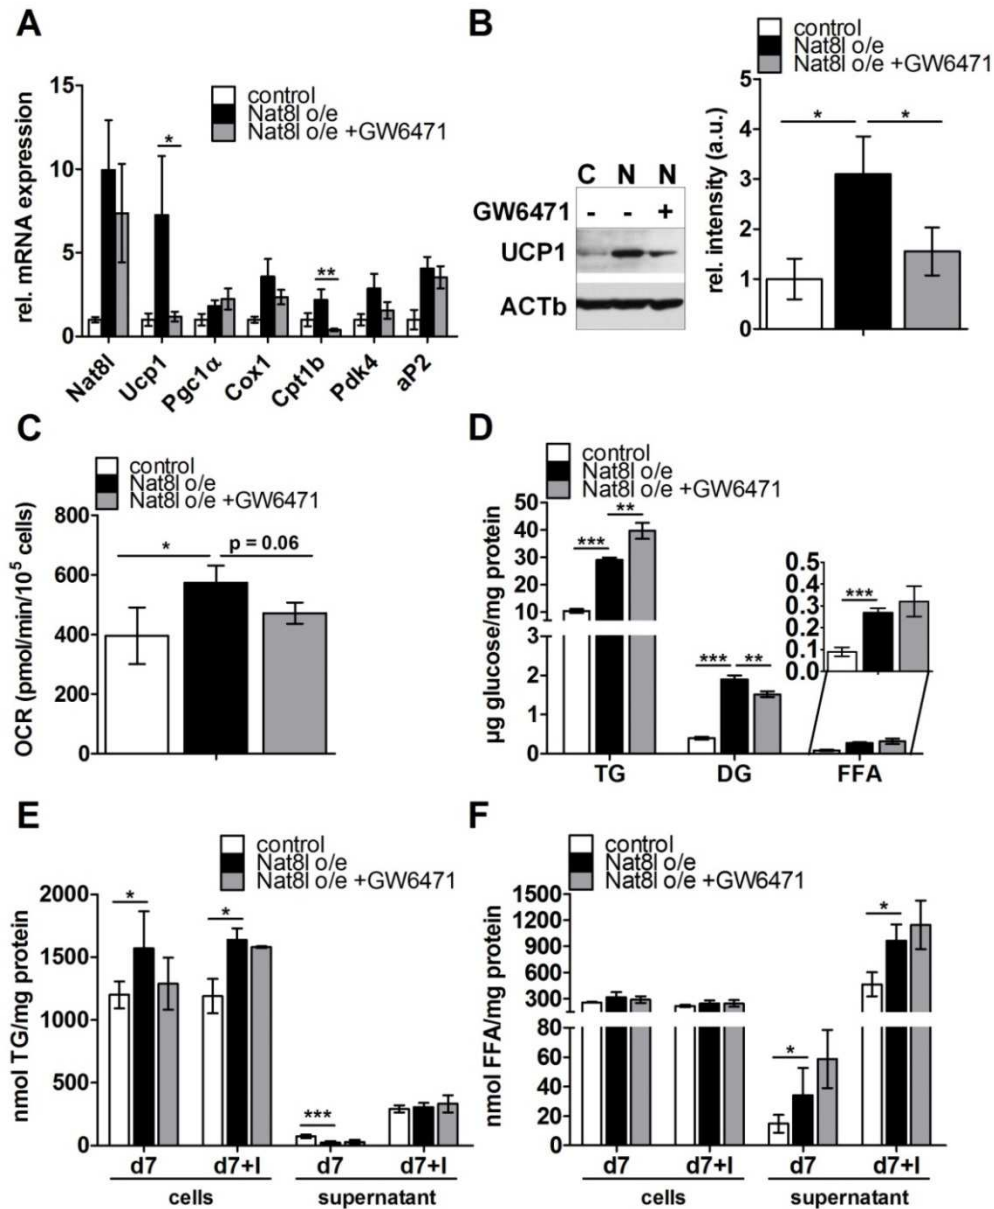 A
control
Nat8l o/e
Nat8l o/e +GW6471
rel. mRNA expression
15
10
5
0
*
**
Nat8l
Ucp1
Pgc1α
Cox1
Cpt1b
Pdk4
aP2
B
control
Nat8l o/e
Nat8l o/e +GW6471
C N N
GW6471 - - +
UCP1
ACTb
rel. intensity (a.u.)
5
4
3
2
1
0
* *
C
control
Nat8l o/e
Nat8l o/e +GW6471
OCR (pmol/min/10⁵ cells)
800
600
400
200
0
* p = 0.06
D
control
Nat8l o/e
Nat8l o/e +GW6471
µg glucose/mg protein
50
40
30
20
10
2
1
0
*** **
*** **
0.5
0.4
0.3
0.2
0.1
0.0
***
TG DG FFA
E
control
Nat8l o/e
Nat8l o/e +GW6471
nmol TG/mg protein
2000
1500
1000
500
0
* * ***
d7 d7+I d7 d7+I
cells supernatant
F
control
Nat8l o/e
Nat8l o/e +GW6471
nmol FFA/mg protein
1500
1200
900
600
300
80
60
40
20
0
* *
d7 d7+I d7 d7+I
cells supernatant